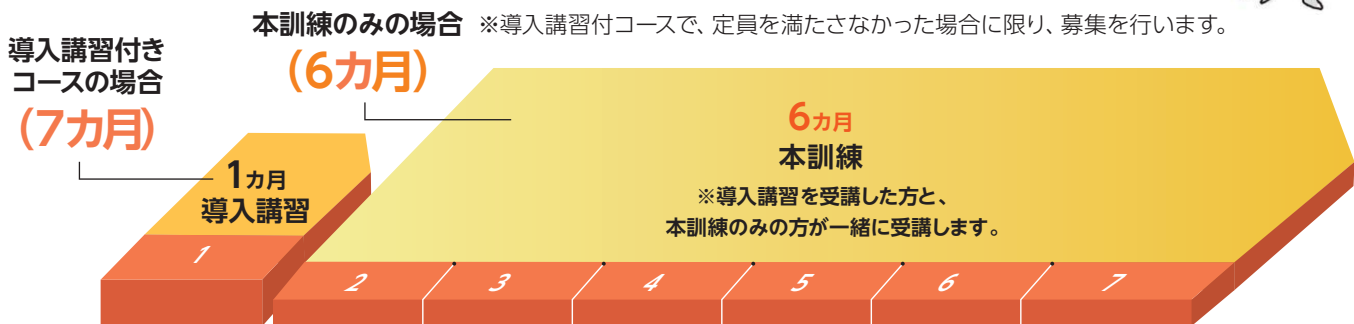 本訓練のみの場合 ※導入講習付コースで、定員を満たさなかった場合に限り、募集を行います。
(6カ月)
導入講習付き
コースの場合
(7カ月)
1カ月
導入講習
6カ月
本訓練
※導入講習を受講した方と、
本訓練のみの方が一緒に受講します。
1 2 3 4 5 6 7